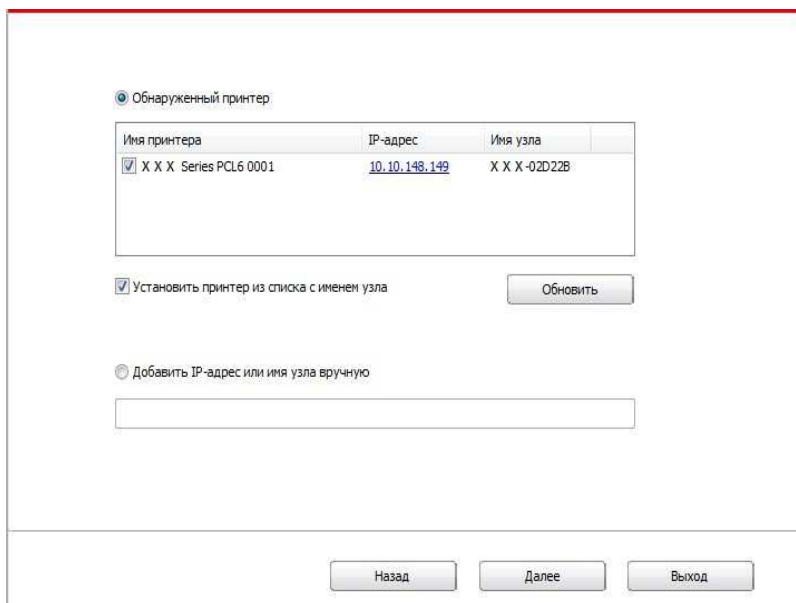 Обнаруженный принтер
Имя принтера IP-адрес Имя узла
X X X Series PCL6 0001 10.10.148.149 X X X-02D22B
Установить принтер из списка с именем узла Обновить
Добавить IP-адрес или имя узла вручную
Назад Далее Выход